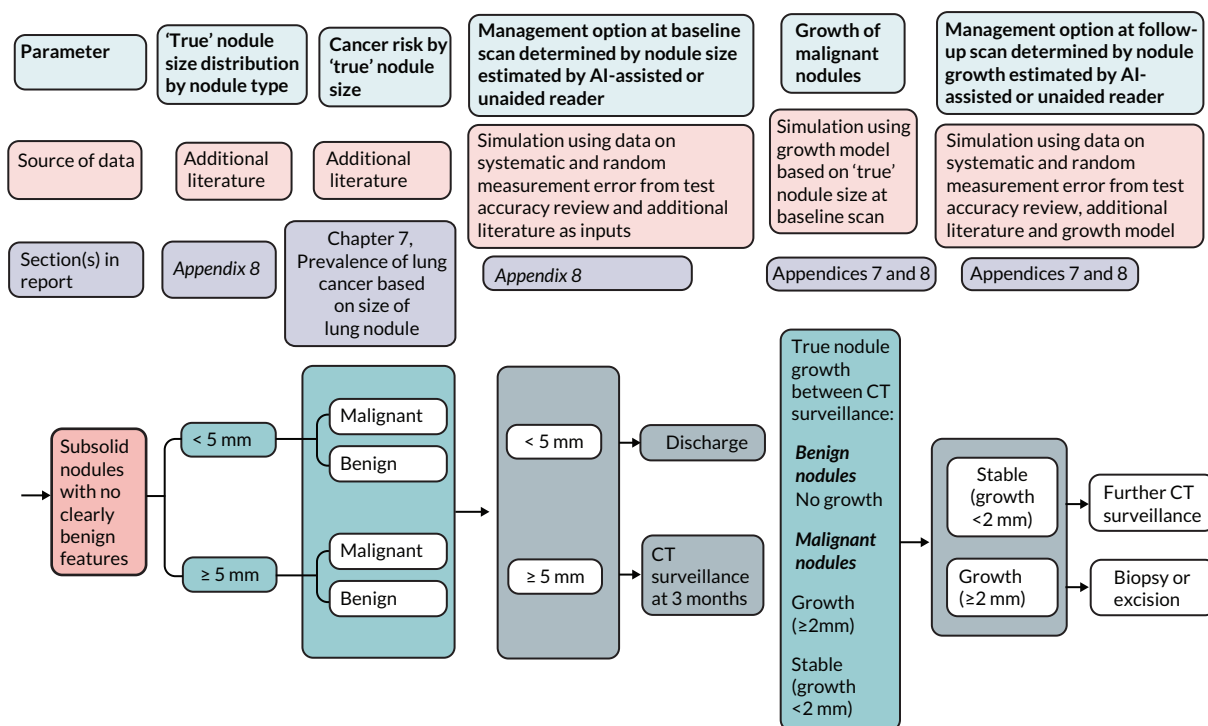 Parameter
‘True’ nodule
size distribution
by nodule type
Cancer risk by
‘true’ nodule
size
Management option at baseline
scan determined by nodule size
estimated by AI-assisted or
unaided reader
Growth of
malignant
nodules
Management option at follow-
up scan determined by nodule
growth estimated by AI-
assisted or unaided reader
Source of data
Additional
literature
Additional
literature
Simulation using data on
systematic and random
measurement error from test
accuracy review and additional
literature as inputs
Simulation using
growth model
based on ‘true’
nodule size at
baseline scan
Simulation using data on
systematic and random
measurement error from test
accuracy review, additional
literature and growth model
Section(s) in
report
Appendix 8
Chapter 7,
Prevalence of lung
cancer based
on size of
lung nodule
Appendix 8
Appendices 7 and 8
Appendices 7 and 8
Subsolid
nodules
with no
clearly
benign
features
< 5 mm
≥ 5 mm
Malignant
Benign
Malignant
Benign
< 5 mm
≥ 5 mm
Discharge
CT
surveillance
at 3 months
True nodule
growth
between CT
surveillance:
Benign
nodules
No growth
Malignant
nodules
Growth
(≥2mm)
Stable
(growth
<2 mm)
Stable
(growth
<2 mm)
Growth
(≥2 mm)
Further CT
surveillance
Biopsy or
excision